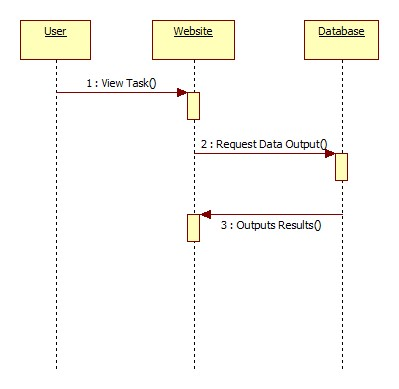 User
Website
Database
1 : View Task()
2 : Request Data Output()
3 : Outputs Results()